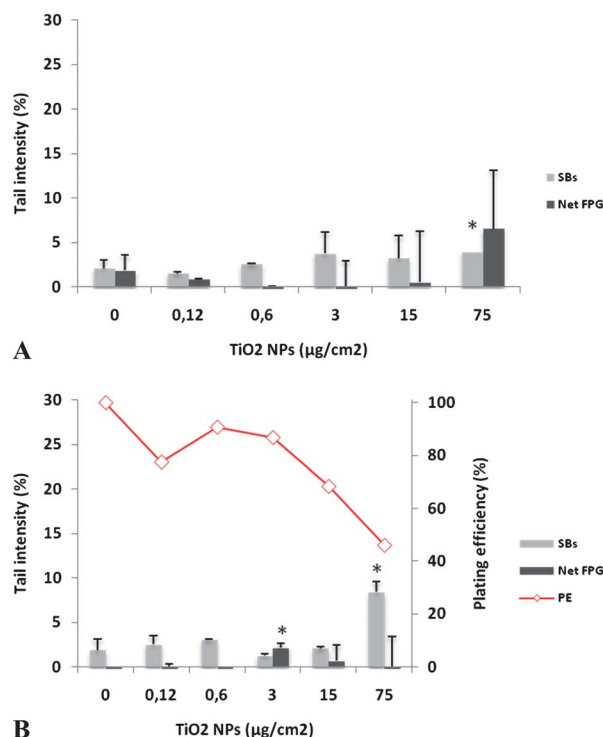 30
25
20
15
10
5
0
Tail intensity (%)
*
SBs
Net FPG
0 0,12 0,6 3 15 75
TiO2 NPs (µg/cm2)
A
30
25
20
15
10
5
0
Tail intensity (%)
100
80
60
40
20
0
Plating efficiency (%)
*
*
SBs
Net FPG
PE
0 0,12 0,6 3 15 75
TiO2 NPs (µg/cm2)
B